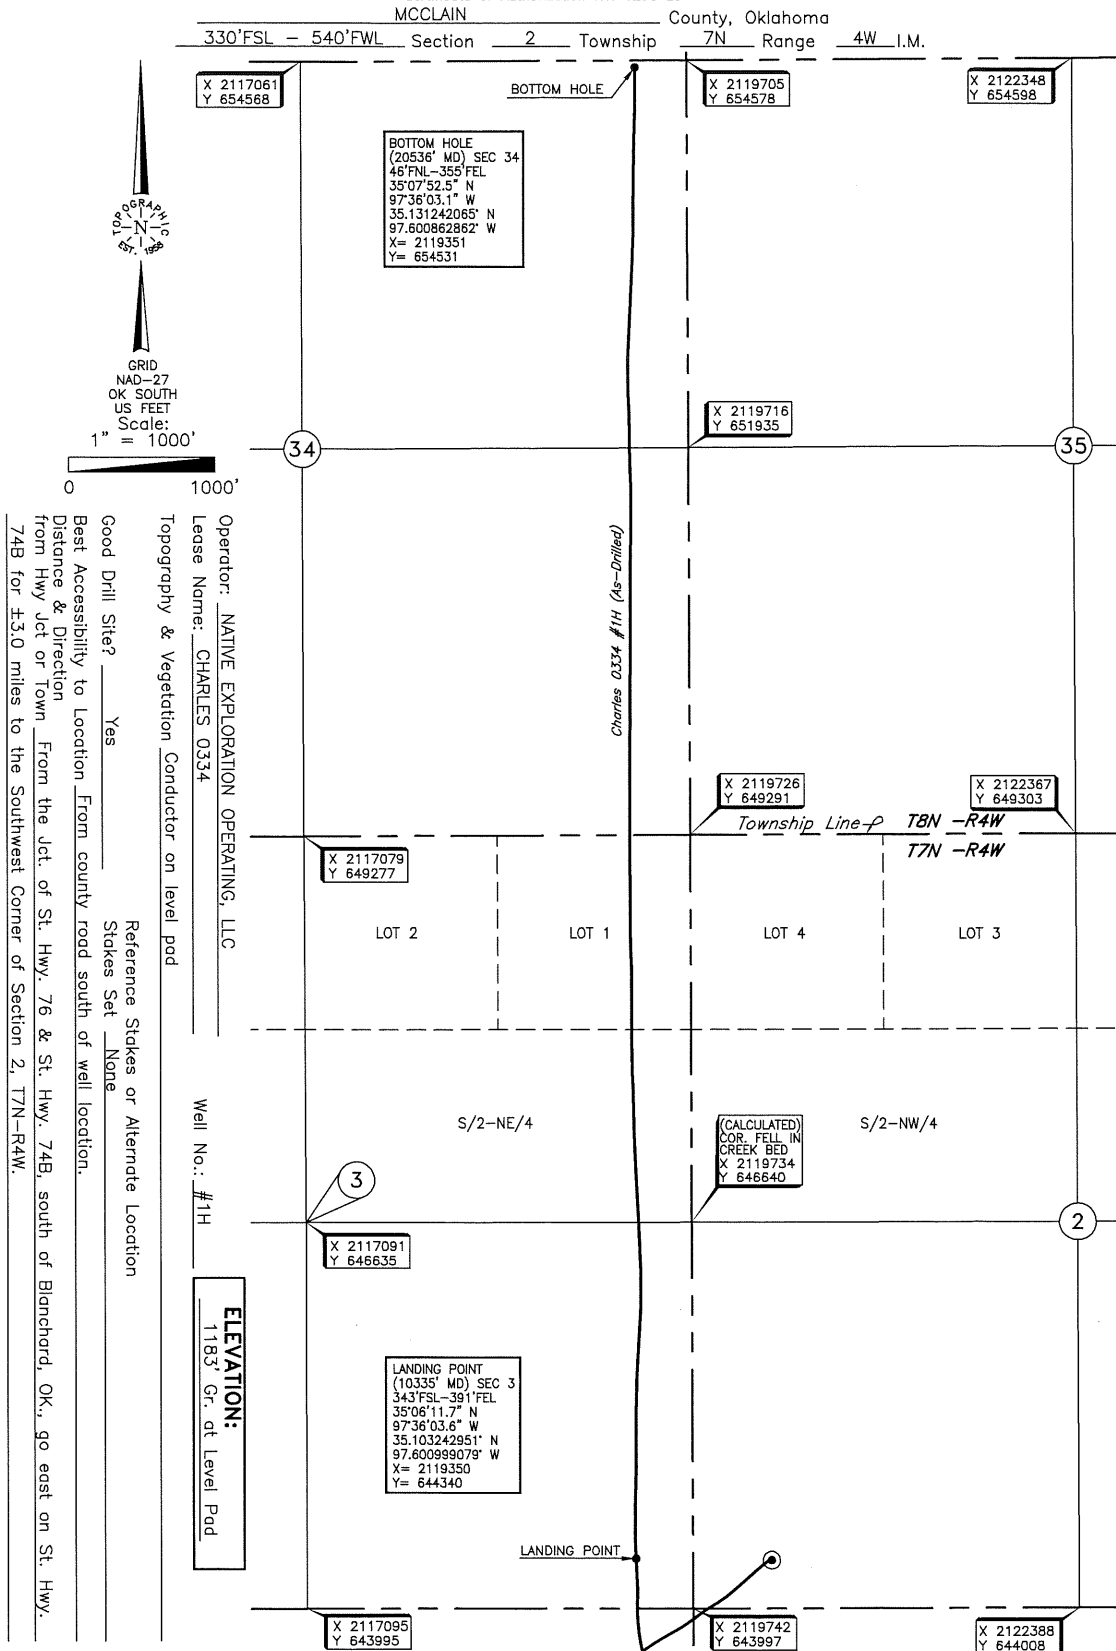 MCCLAIN County, Oklahoma
330'FSL – 540'FWL Section 2 Township 7N Range 4W I.M.
X 2117061
Y 654568
BOTTOM HOLE
X 2119705
Y 654578
X 2122348
Y 654598
BOTTOM HOLE
(20536' MD) SEC 34
46'FNL–355'FEL
35°07'52.5" N
97°36'03.1" W
35.131242065° N
97.600862862° W
X= 2119351
Y= 654531
TOPOGRAPHIC
N
EST. 1958
GRID
NAD–27
OK SOUTH
US FEET
Scale:
1" = 1000'
0 1000'
X 2119716
Y 651935
34
35
Charles 0334 #1H (As-Drilled)
X 2119726
Y 649291
X 2122367
Y 649303
Township Line T8N –R4W
T7N –R4W
X 2117079
Y 649277
LOT 2 LOT 1 LOT 4 LOT 3
S/2–NE/4
S/2–NW/4
(CALCULATED)
COR. FELL IN
CREEK BED
X 2119734
Y 646640
3
2
X 2117091
Y 646635
LANDING POINT
(10335' MD) SEC 3
343'FSL–391'FEL
35°06'11.7" N
97°36'03.6" W
35.103242951° N
97.600999079° W
X= 2119350
Y= 644340
LANDING POINT
X 2117095
Y 643995
X 2119742
Y 643997
X 2122388
Y 644008
Operator: NATIVE EXPLORATION OPERATING, LLC
Lease Name: CHARLES 0334 Well No.: #1H
ELEVATION:
1183' Gr. at Level Pad
Topography & Vegetation Conductor on level pad
Good Drill Site? Yes
Reference Stakes or Alternate Location
Stakes Set None
Best Accessibility to Location From county road south of well location.
Distance & Direction
from Hwy Jct or Town From the Jct. of St. Hwy. 76 & St. Hwy. 74B, south of Blanchard, OK., go east on St. Hwy.
74B for ±3.0 miles to the Southwest Corner of Section 2, T7N–R4W.